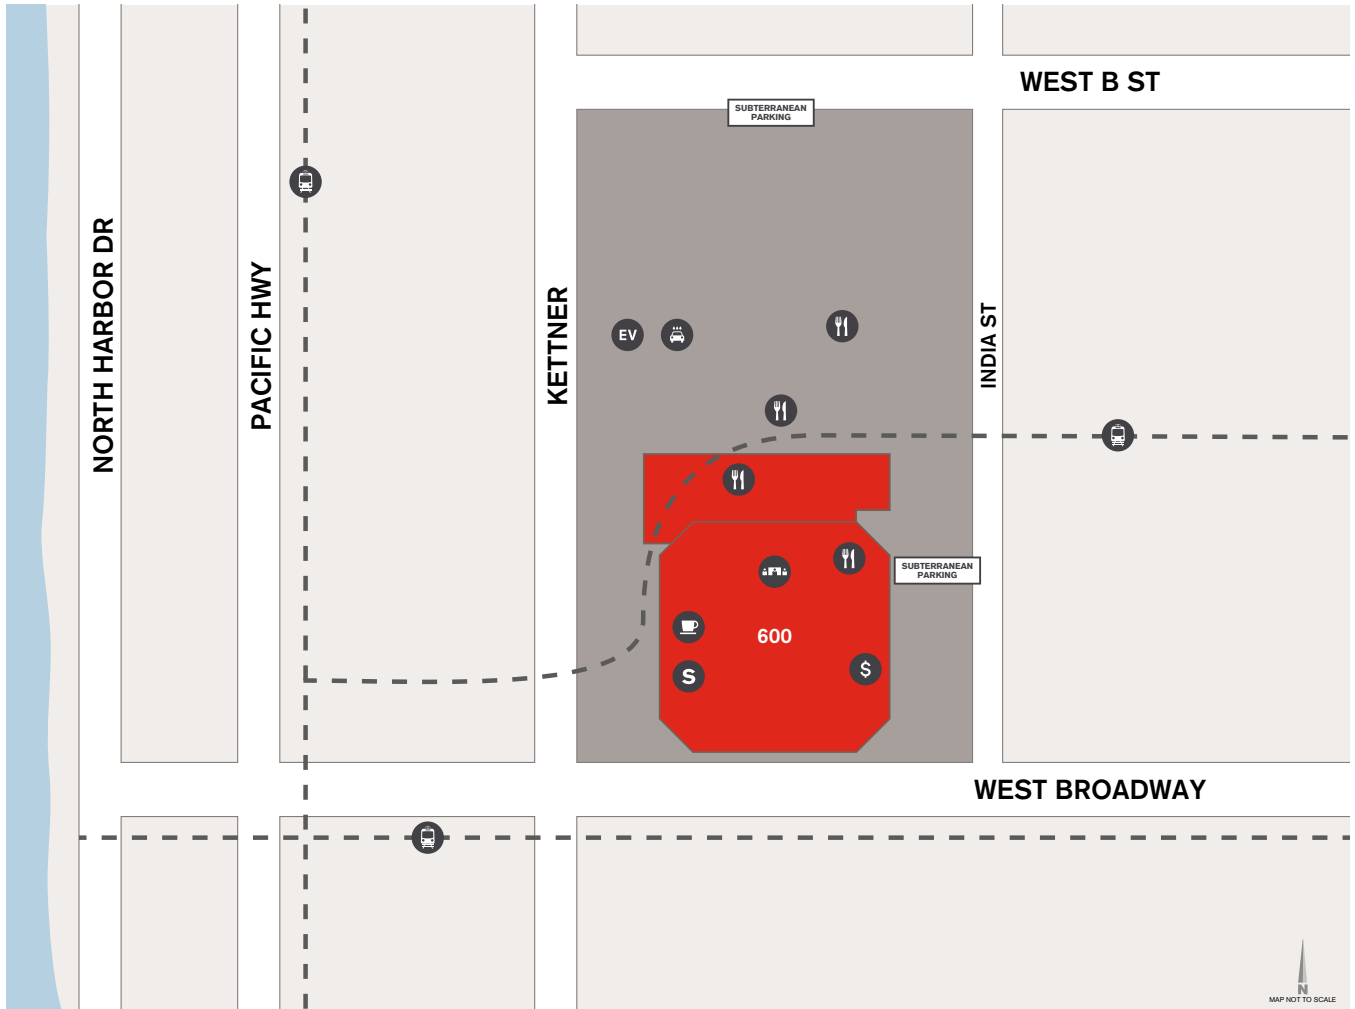 WEST B ST
SUBTERRANEAN
PARKING
NORTH HARBOR DR
PACIFIC HWY
KETTNER
INDIA ST
EV
SUBTERRANEAN
PARKING
600
S
$
WEST BROADWAY
N
MAP NOT TO SCALE